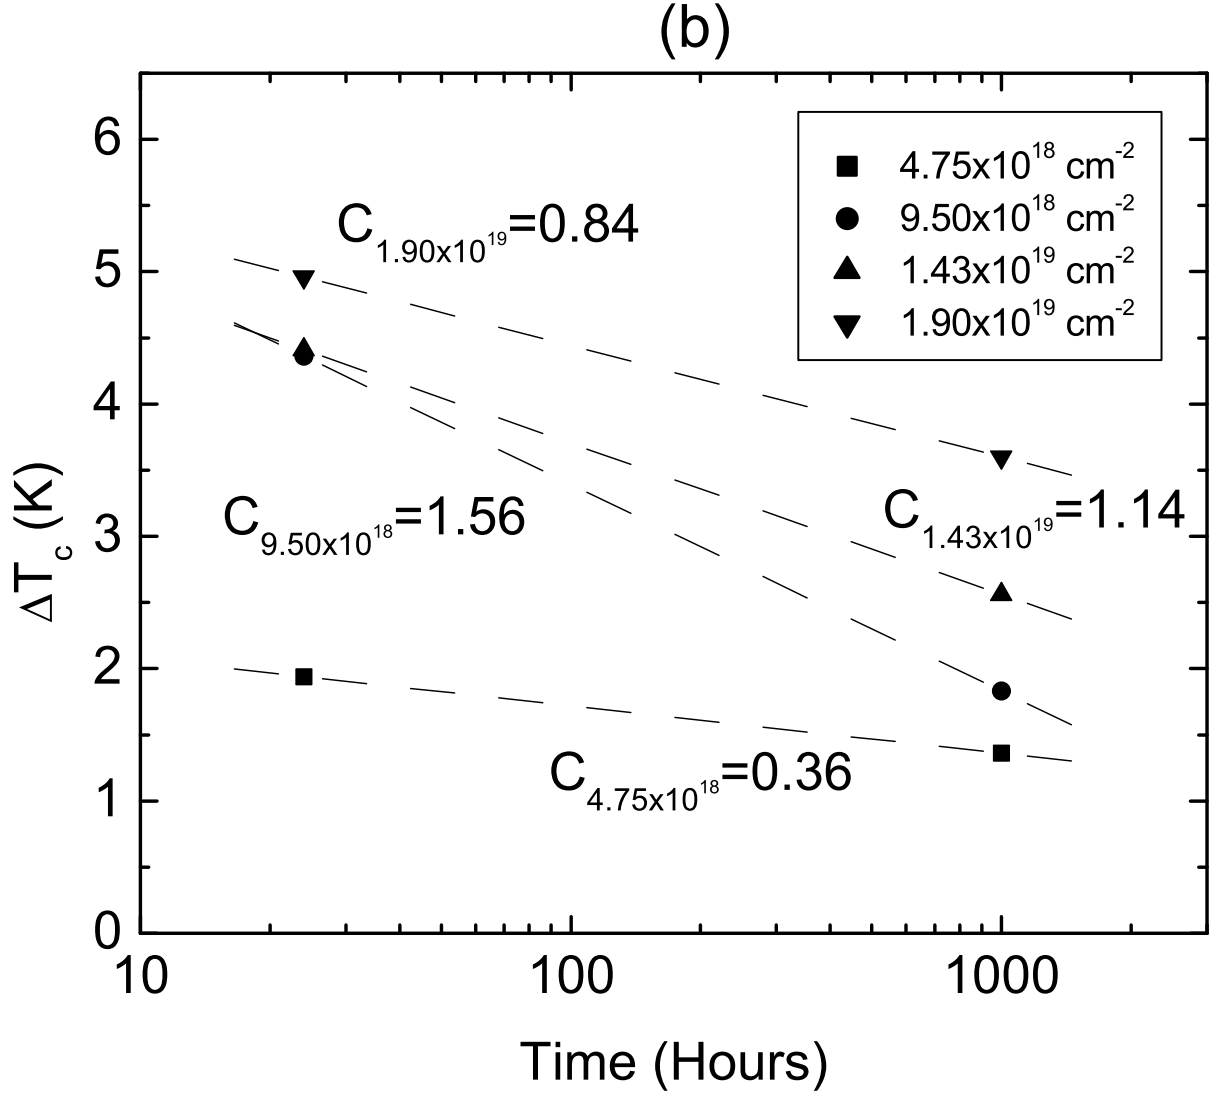 (b)
6
5
4
3
2
1
0
10
100
1000
ΔT_c (K)
Time (Hours)
4.75x10^18 cm^-2
9.50x10^18 cm^-2
1.43x10^19 cm^-2
1.90x10^19 cm^-2
C_1.90x10^19=0.84
C_9.50x10^18=1.56
C_1.43x10^19=1.14
C_4.75x10^18=0.36